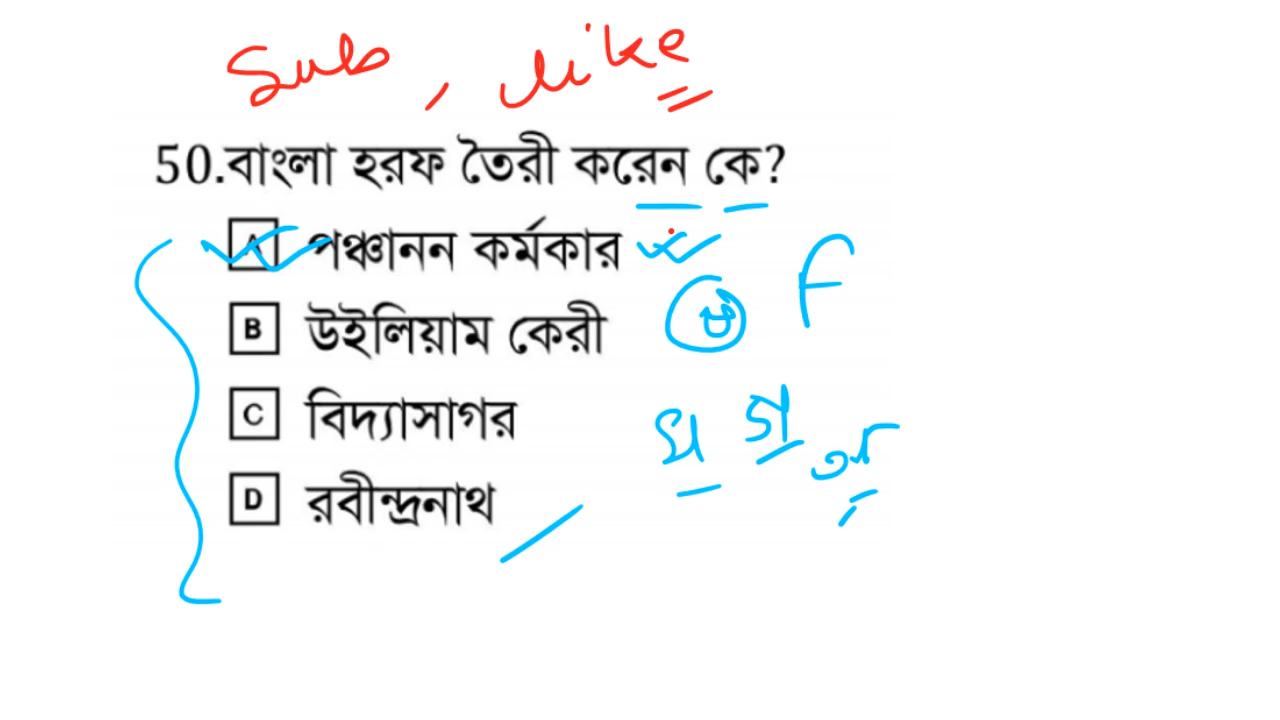 Sub, like
50.বাংলা হরফ তৈরী করেন কে?
A পঞ্চানন কর্মকার
B উইলিয়াম কেরী
C বিদ্যাসাগর
D রবীন্দ্রনাথ